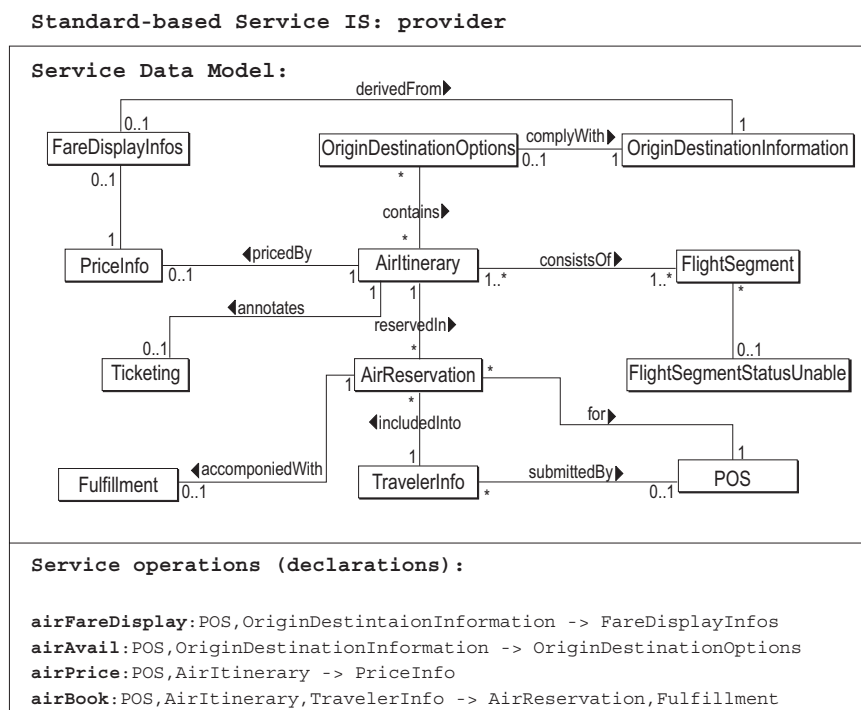 Standard-based Service IS: provider
Service Data Model:
derivedFrom▶
0..1
1
FareDisplayInfos
OriginDestinationOptions
complyWith▶
OriginDestinationInformation
0..1
1
0..1
*
contains▶
1
*
PriceInfo
◀pricedBy
AirItinerary
consistsOf▶
FlightSegment
0..1
1
1..*
1..*
1
1
*
◀annotates
reservedIn▶
0..1
*
0..1
Ticketing
AirReservation
FlightSegmentStatusUnable
1
*
*
◀includedInto
for▶
◀accomponiedWith
1
1
Fulfillment
0..1
TravelerInfo
submittedBy▶
POS
*
0..1
Service operations (declarations):
airFareDisplay:POS,OriginDestintaionInformation -> FareDisplayInfos
airAvail:POS,OriginDestinationInformation -> OriginDestinationOptions
airPrice:POS,AirItinerary -> PriceInfo
airBook:POS,AirItinerary,TravelerInfo -> AirReservation,Fulfillment